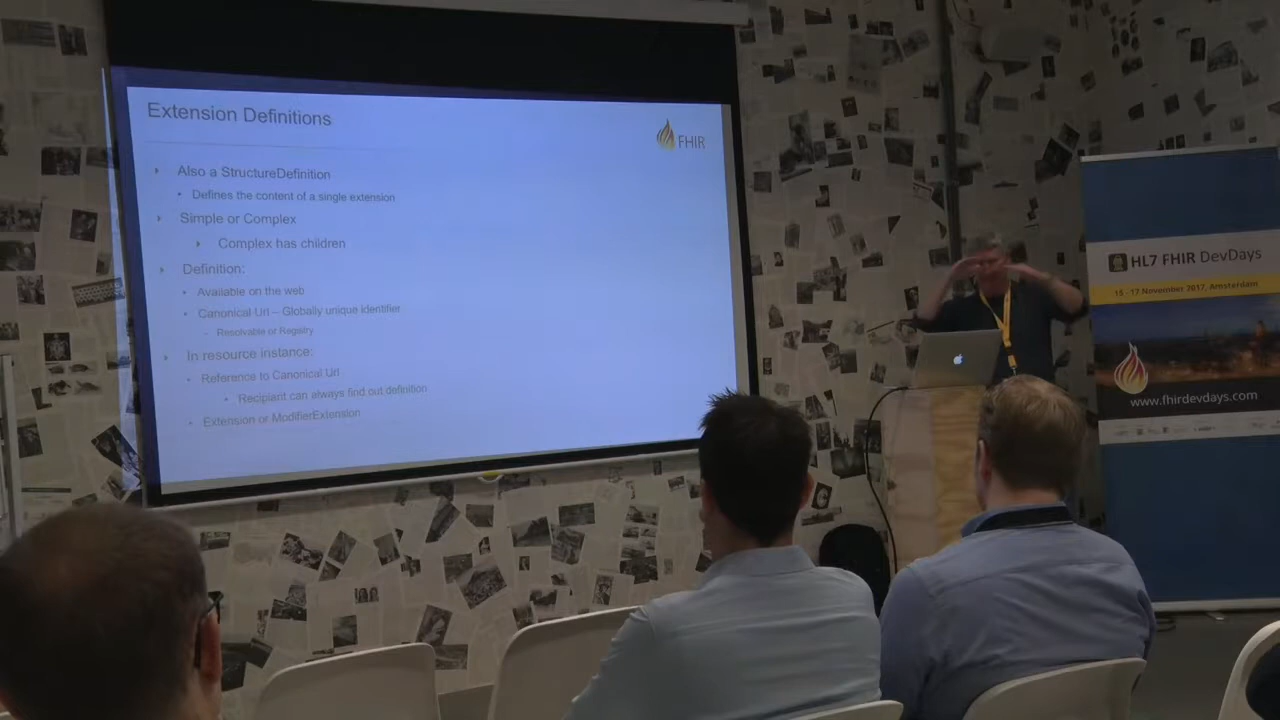 Extension Definitions
FHIR
Also a StructureDefinition
Defines the content of a single extension
Simple or Complex
Complex has children
Definition:
Available on the web
Canonical Url – Globally unique identifier
Resolvable or Registry
In resource instance:
Reference to Canonical Url
Recipient can always find out definition
Extension or ModifierExtension
HL7 FHIR DevDays
15 - 17 November 2017, Amsterdam
www.fhirdevdays.com